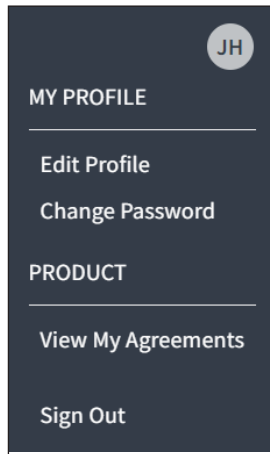 JH
MY PROFILE
Edit Profile
Change Password
PRODUCT
View My Agreements
Sign Out